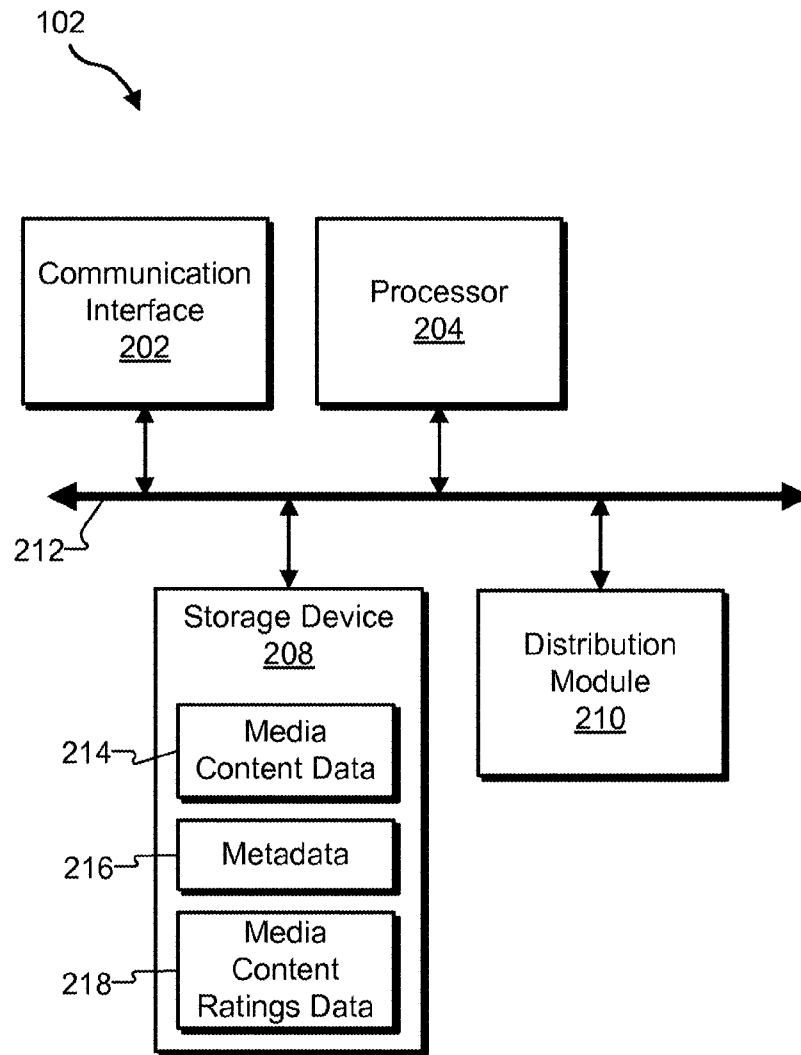 102
Communication
Interface
202
Processor
204
212
Storage Device
208
Distribution
Module
210
214
Media
Content Data
216
Metadata
218
Media
Content
Ratings Data